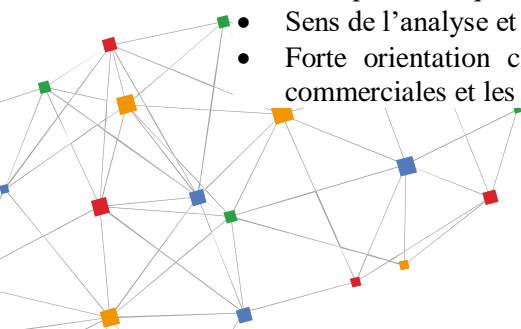 • Sens de l’analyse et
• Forte orientation c
commerciales et les